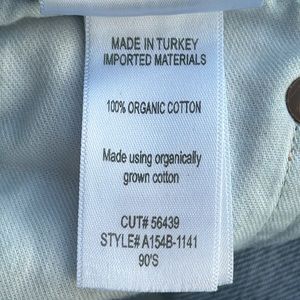 MADE IN TURKEY
IMPORTED MATERIALS
100% ORGANIC COTTON
Made using organically
grown cotton
CUT# 56439
STYLE# A154B-1141
90'S